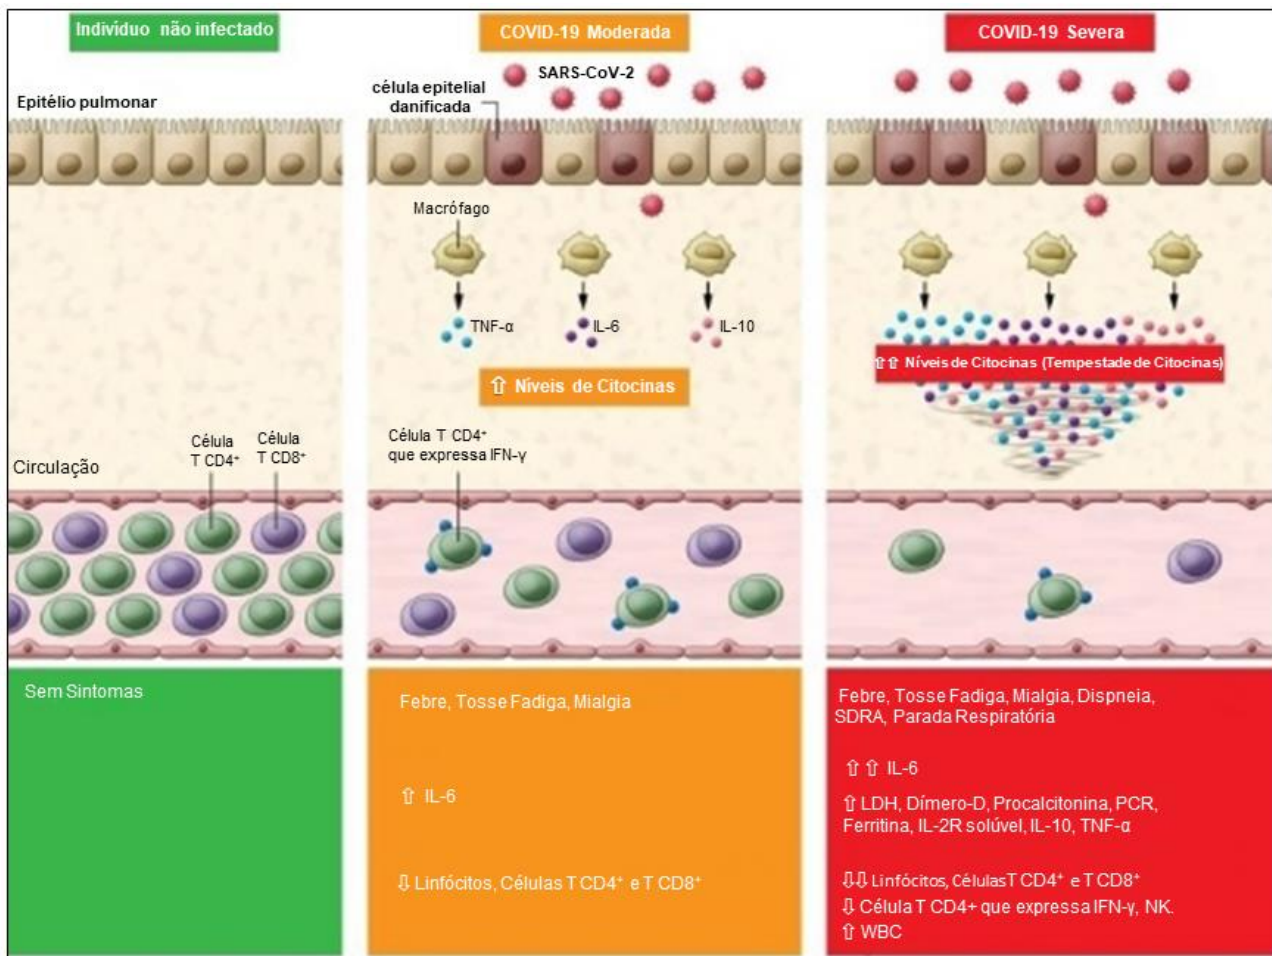 Indivíduo não infectado
Epitélio pulmonar
Célula
T CD4⁺
Célula
T CD8⁺
Circulação
Sem Sintomas
COVID-19 Moderada
SARS-CoV-2
célula epitelial
danificada
Macrófago
TNF-α
IL-6
IL-10
⇧ Níveis de Citocinas
Célula T CD4⁺
que expressa IFN-γ
Febre, Tosse Fadiga, Mialgia
⇧ IL-6
⇩ Linfócitos, Células T CD4⁺ e T CD8⁺
COVID-19 Severa
⇧⇧ Níveis de Citocinas (Tempestade de Citocinas)
Febre, Tosse Fadiga, Mialgia, Dispneia,
SDRA, Parada Respiratória
⇧ ⇧ IL-6
⇧ LDH, Dímero-D, Procalcitonina, PCR,
Ferritina, IL-2R solúvel, IL-10, TNF-α
⇩⇩ Linfócitos, Células T CD4⁺ e T CD8⁺
⇩ Célula T CD4+ que expressa IFN-γ, NK.
⇧ WBC